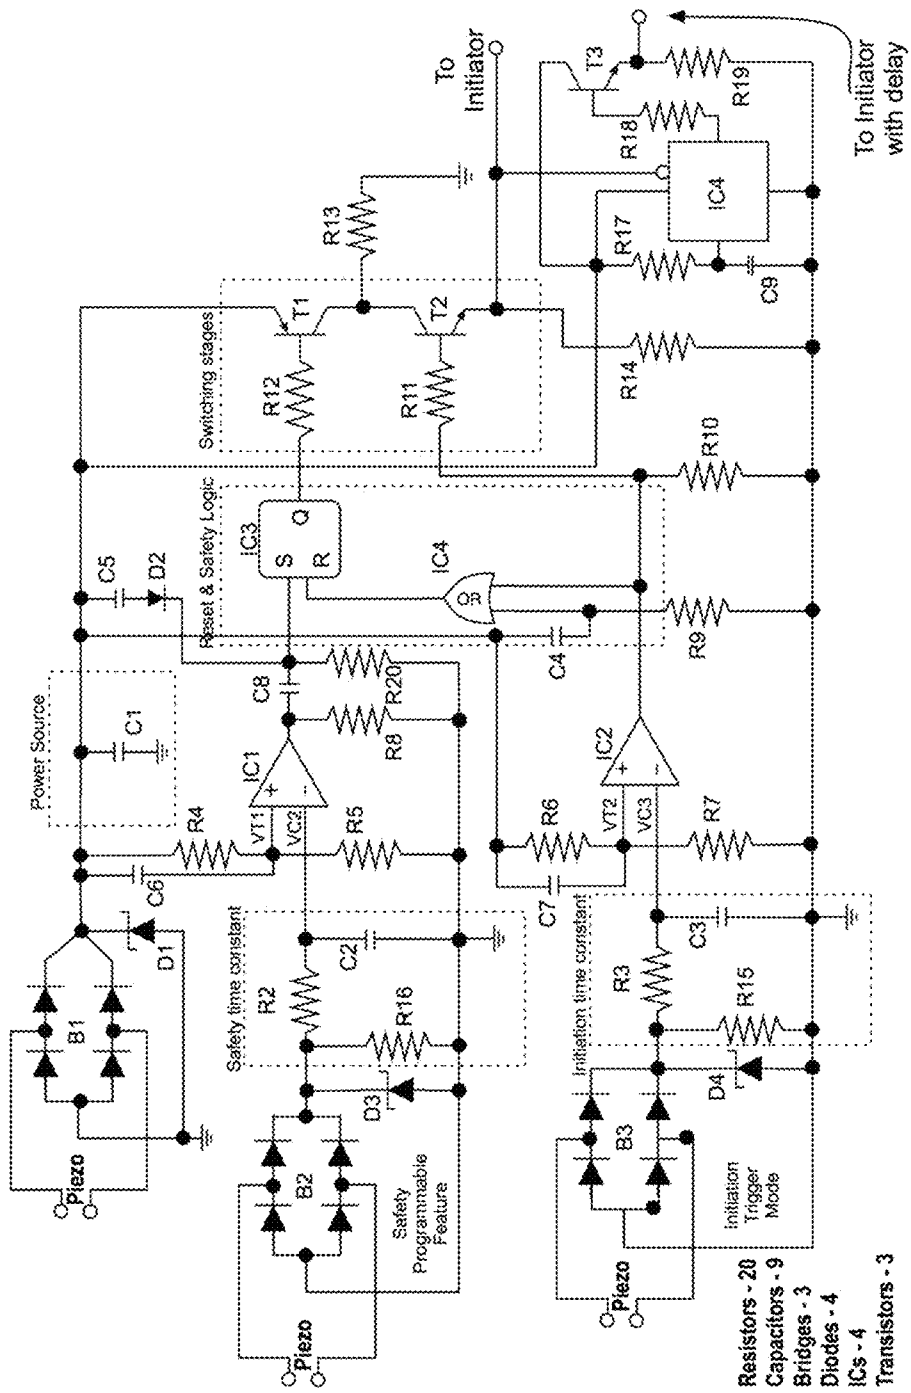 Piezo
B1
D1
C6
R4
Power Source
C1
C5
D2
Piezo
B2
Safety
Programmable
Feature
D3
Safety time constant
R2
R16
C2
VT1
VC2
R5
+
−
IC1
C8
R8
R20
Reset & Safety Logic
S
R
Q
IC3
IC4
OR
C4
Switching stages
R12
T1
R11
T2
R13
To
Initiator
Piezo
B3
Initiation
Trigger
Mode
D4
Initiation time constant
R3
R15
C3
C7
R6
VT2
VC3
R7
+
−
IC2
R9
R10
R14
R17
C9
IC4
R18
T3
R19
To Initiator
with delay
Resistors - 20
Capacitors - 9
Bridges - 3
Diodes - 4
ICs - 4
Transistors - 3